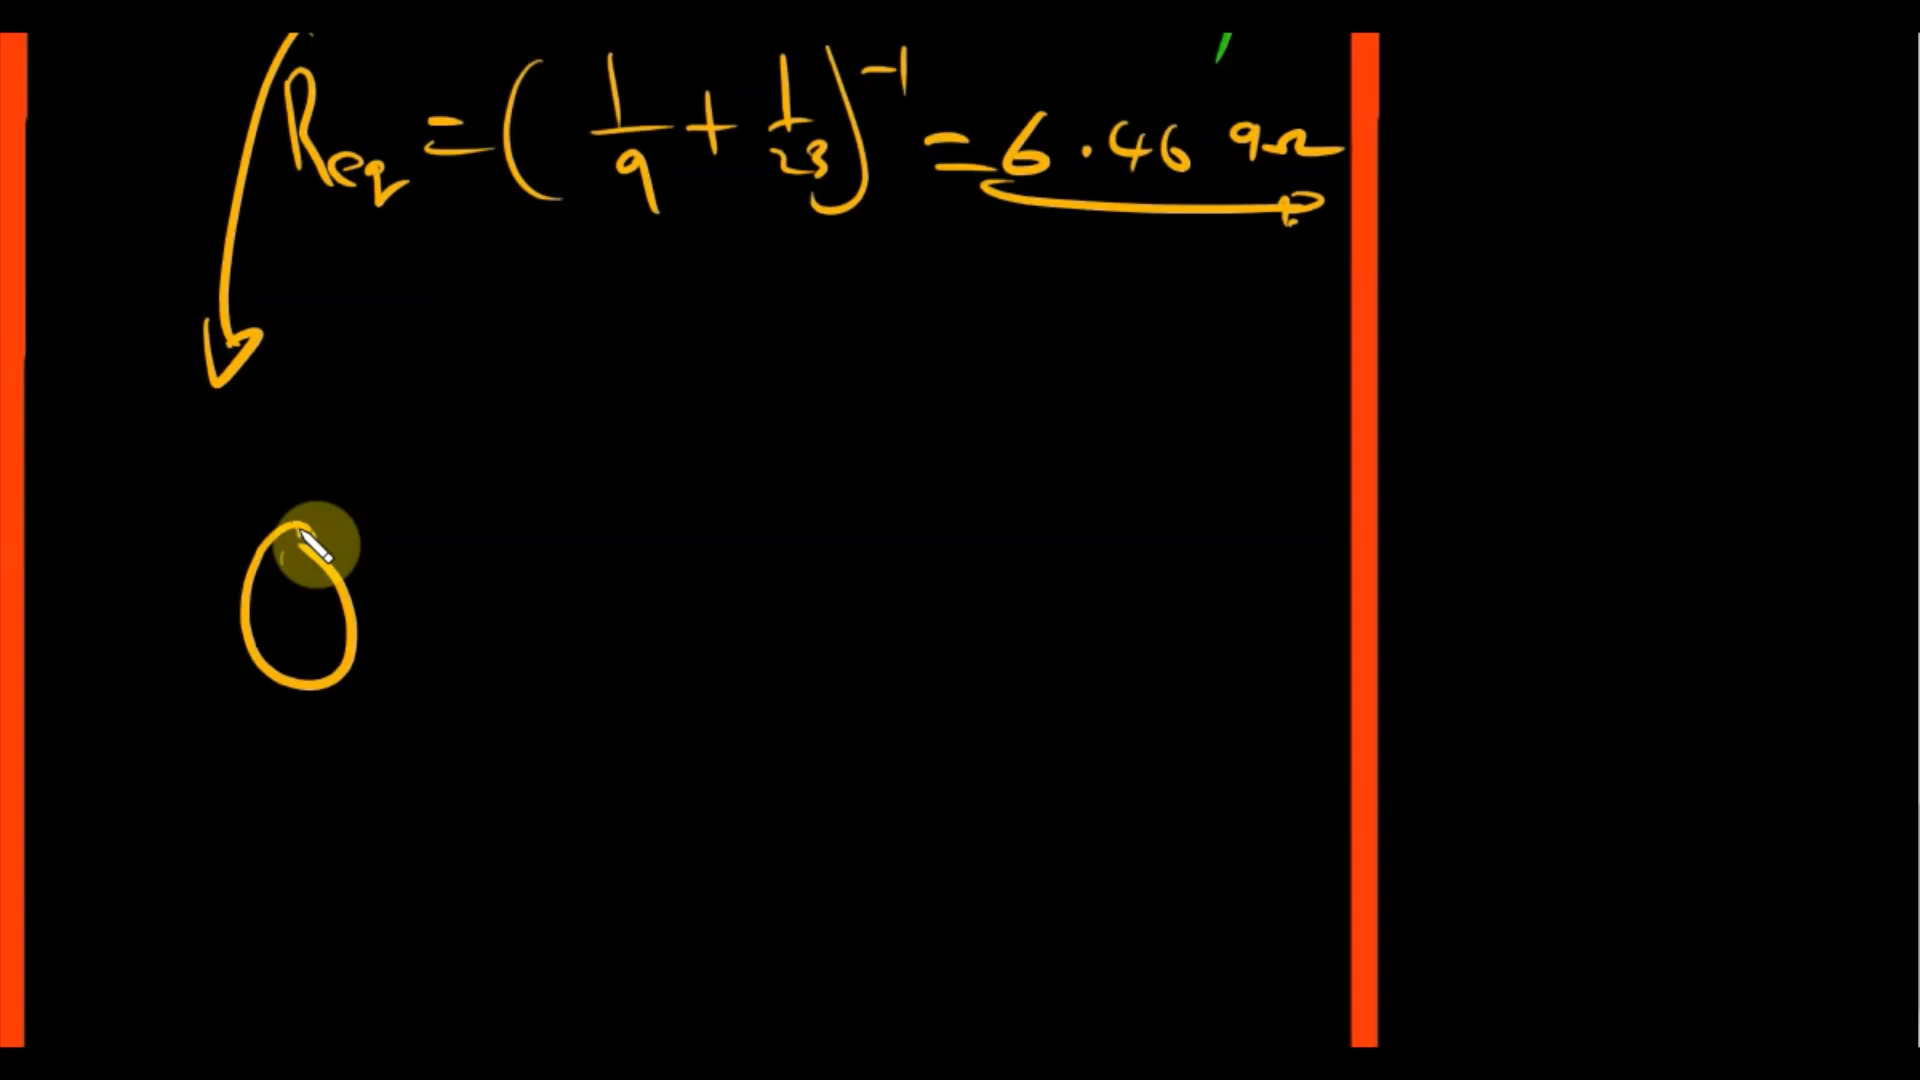 Req = (1/9 + 1/23)^-1 = 6.469Ω